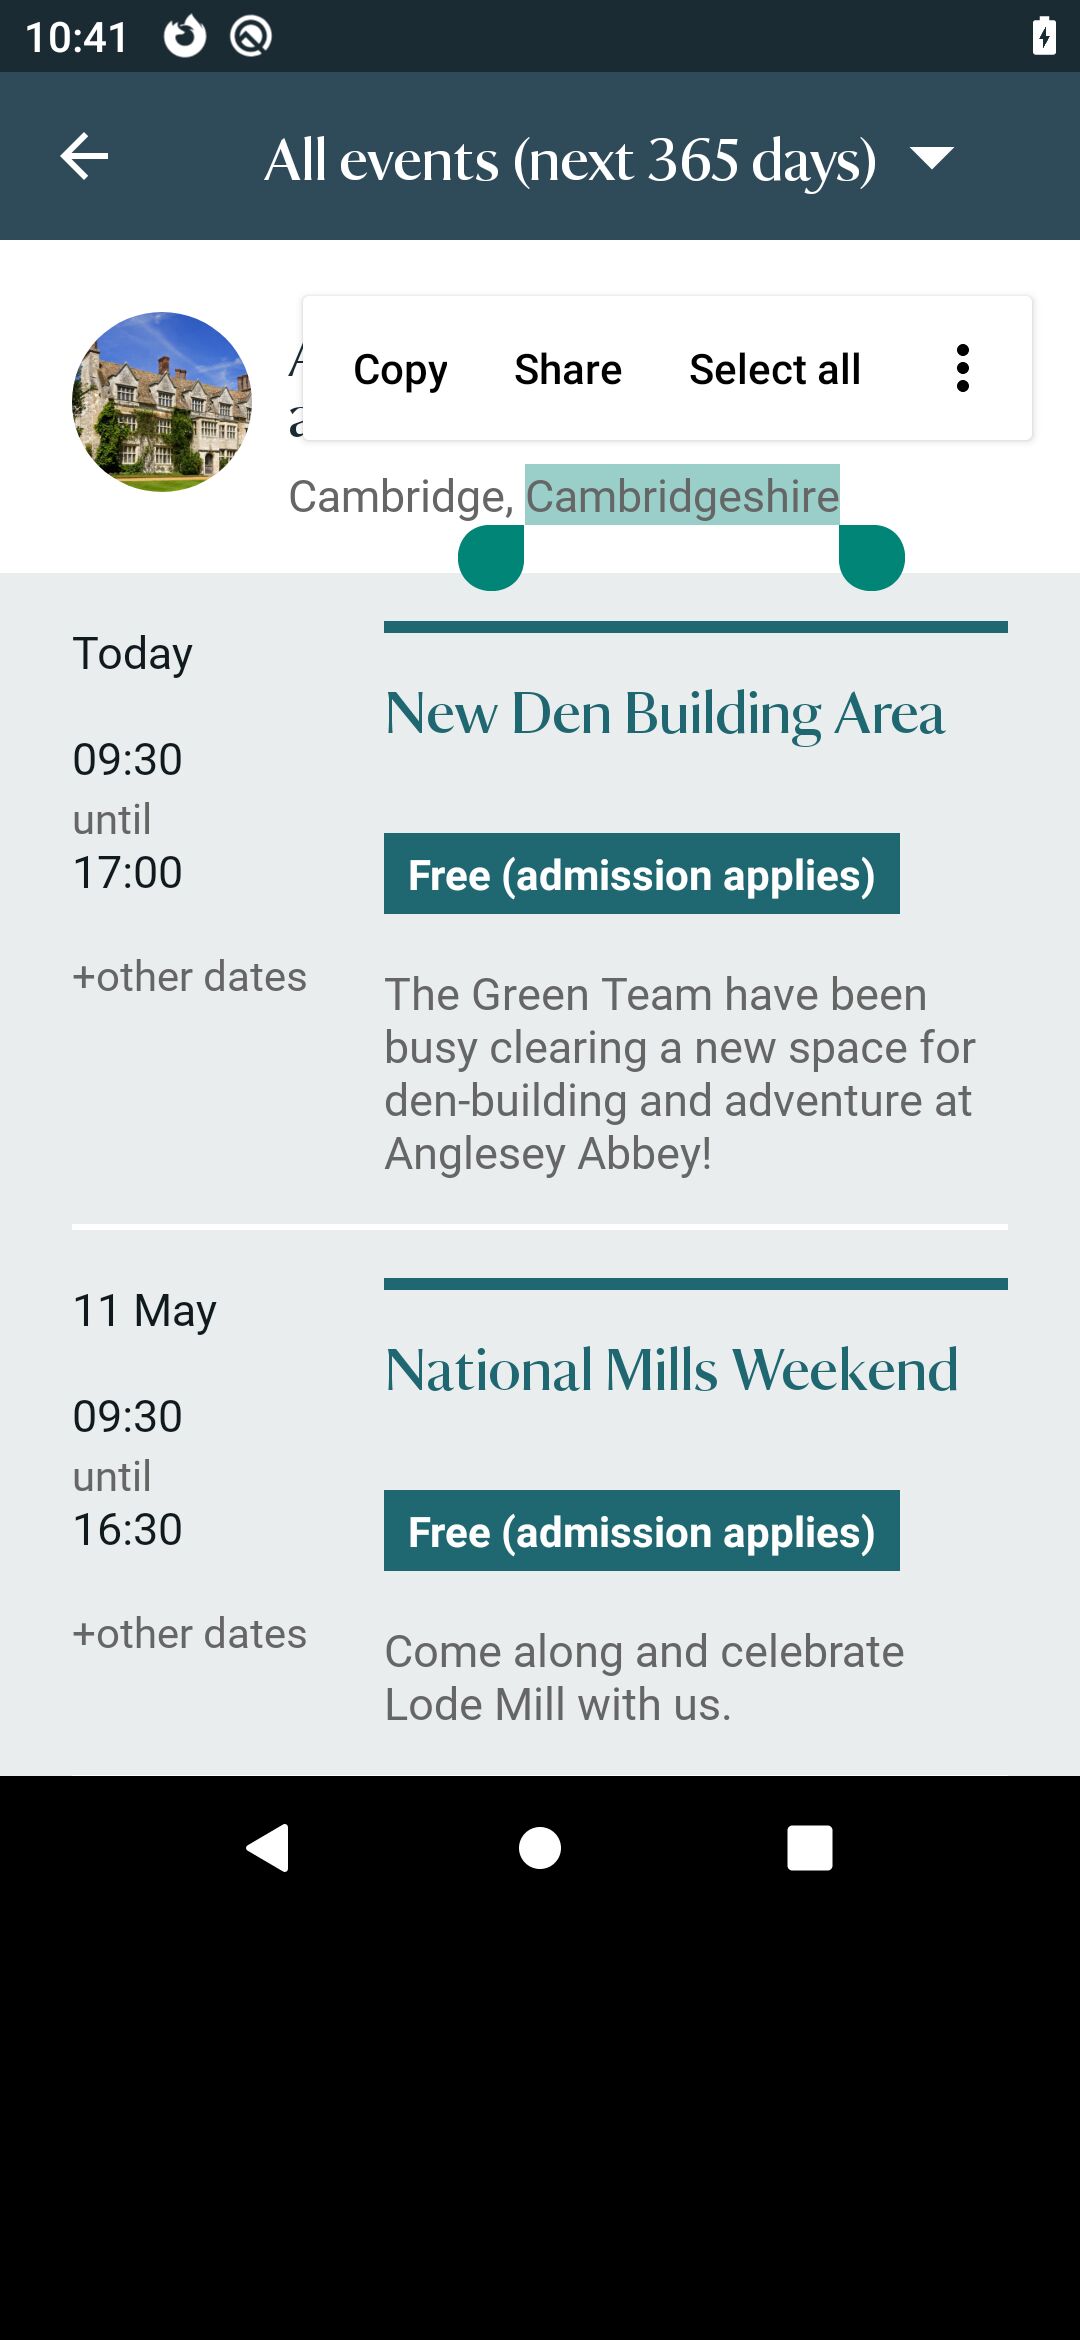 10:41
All events (next 365 days)
Copy Share Select all
Cambridge, Cambridgeshire
Today
09:30
until
17:00
+other dates
New Den Building Area
Free (admission applies)
The Green Team have been
busy clearing a new space for
den-building and adventure at
Anglesey Abbey!
11 May
09:30
until
16:30
+other dates
National Mills Weekend
Free (admission applies)
Come along and celebrate
Lode Mill with us.